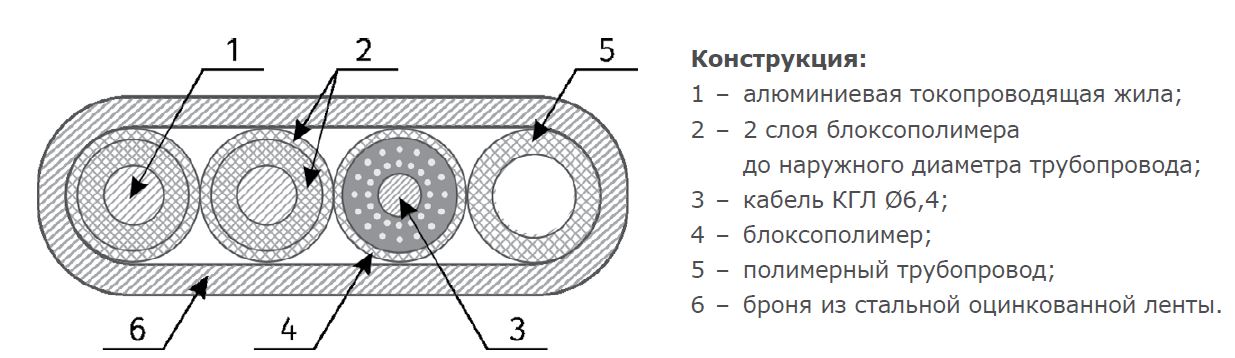 1
2
5
6
4
3
Конструкция:
1 – алюминиевая токопроводящая жила;
2 – 2 слоя блоксополимера
до наружного диаметра трубопровода;
3 – кабель КГЛ Ø6,4;
4 – блоксополимер;
5 – полимерный трубопровод;
6 – броня из стальной оцинкованной ленты.